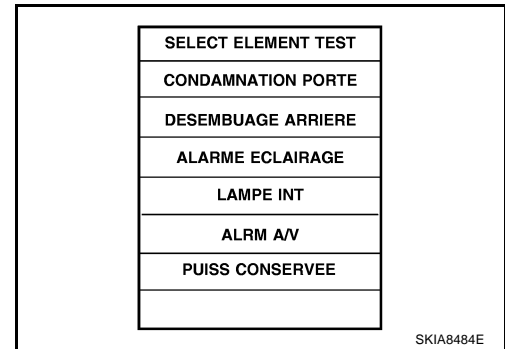 SELECT ELEMENT TEST
CONDAMNATION PORTE
DESEMBUAGE ARRIERE
ALARME ECLAIRAGE
LAMPE INT
ALRM A/V
PUISS CONSERVEE
SKIA8484E